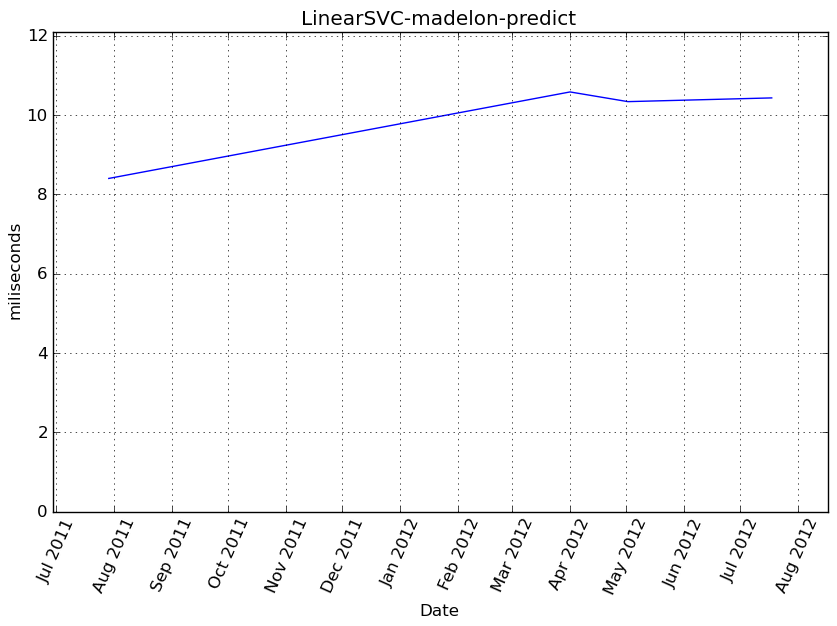 LinearSVC-madelon-predict
12
10
8
6
4
2
0
miliseconds
Jul 2011
Aug 2011
Sep 2011
Oct 2011
Nov 2011
Dec 2011
Jan 2012
Feb 2012
Mar 2012
Apr 2012
May 2012
Jun 2012
Jul 2012
Aug 2012
Date